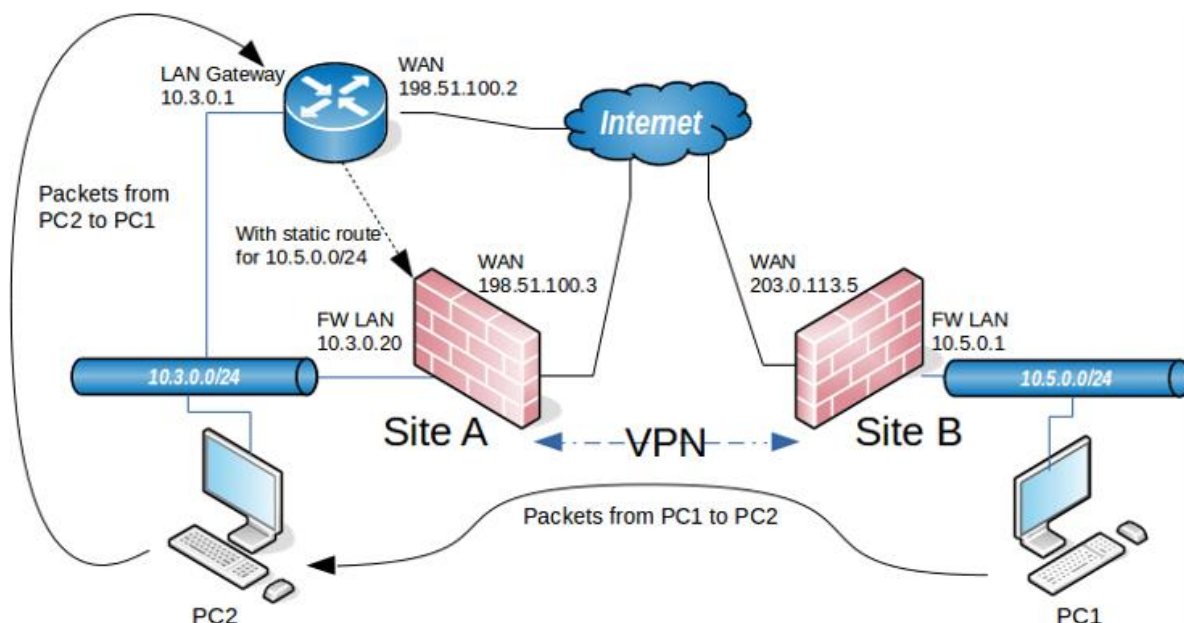 LAN Gateway
10.3.0.1
WAN
198.51.100.2
Internet
Packets from
PC2 to PC1
With static route
for 10.5.0.0/24
WAN
198.51.100.3
WAN
203.0.113.5
FW LAN
10.3.0.20
FW LAN
10.5.0.1
10.3.0.0/24
10.5.0.0/24
Site A
VPN
Site B
Packets from PC1 to PC2
PC2
PC1